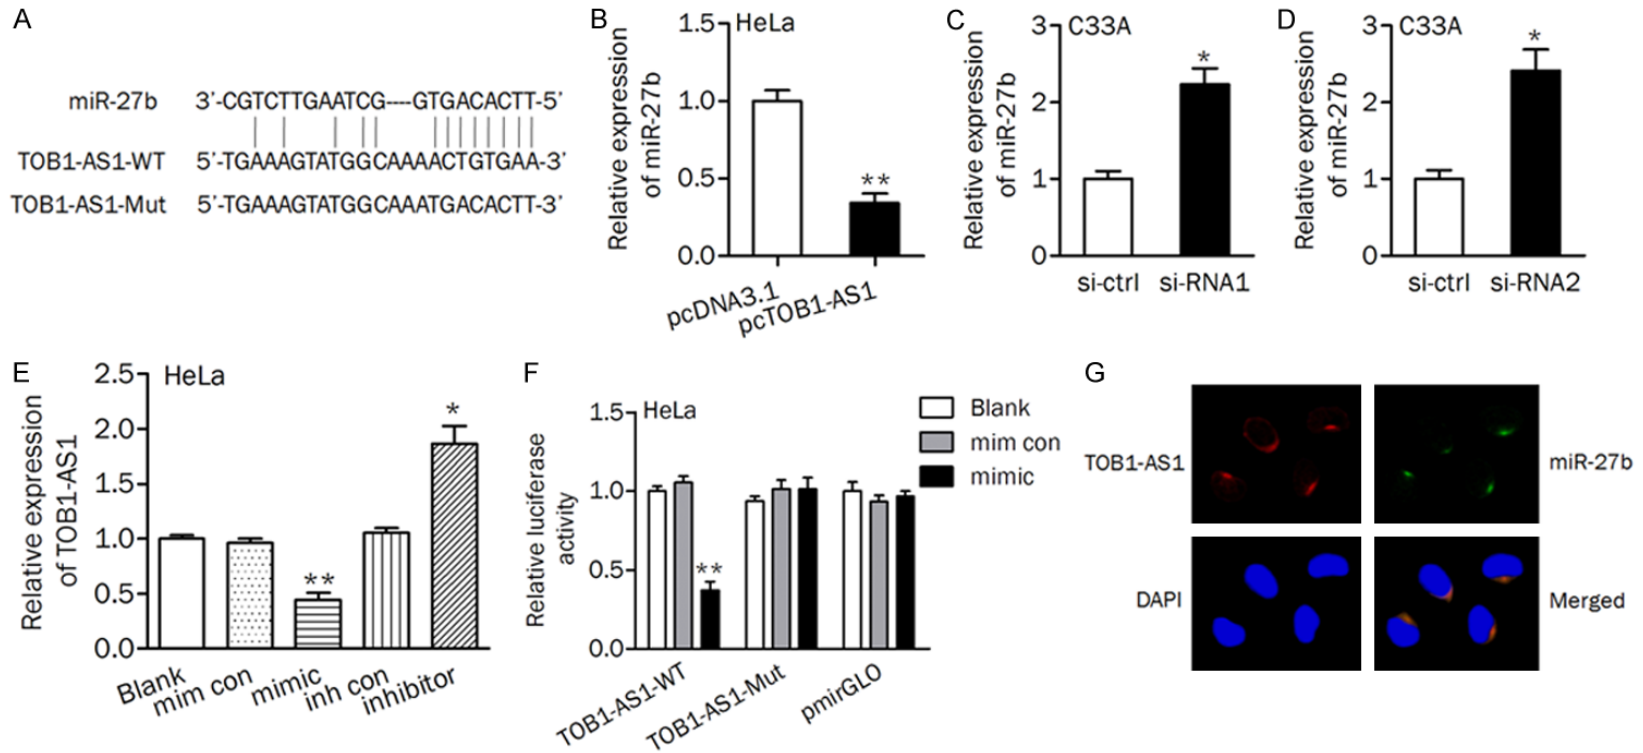 A
miR-27b 3’-CGTCTTGAATCG----GTGACACTT-5’
TOB1-AS1-WT 5’-TGAAAGTATGGCAAAACTGTGAA-3’
TOB1-AS1-Mut 5’-TGAAAGTATGGCAAATGACACTT-3’
B
HeLa
Relative expression
of miR-27b
1.5
1.0
0.5
0.0
**
pcDNA3.1
pcTOB1-AS1
C
C33A
Relative expression
of miR-27b
3
2
1
0
*
si-ctrl si-RNA1
D
C33A
Relative expression
of miR-27b
3
2
1
0
*
si-ctrl si-RNA2
E
HeLa
Relative expression
of TOB1-AS1
2.5
2.0
1.5
1.0
0.5
0.0
**
*
Blank
mim con
mimic
inh con
inhibitor
F
HeLa
Relative luciferase
activity
1.5
1.0
0.5
0.0
**
Blank
mim con
mimic
TOB1-AS1-WT
TOB1-AS1-Mut
pmirGLO
G
TOB1-AS1
miR-27b
DAPI
Merged